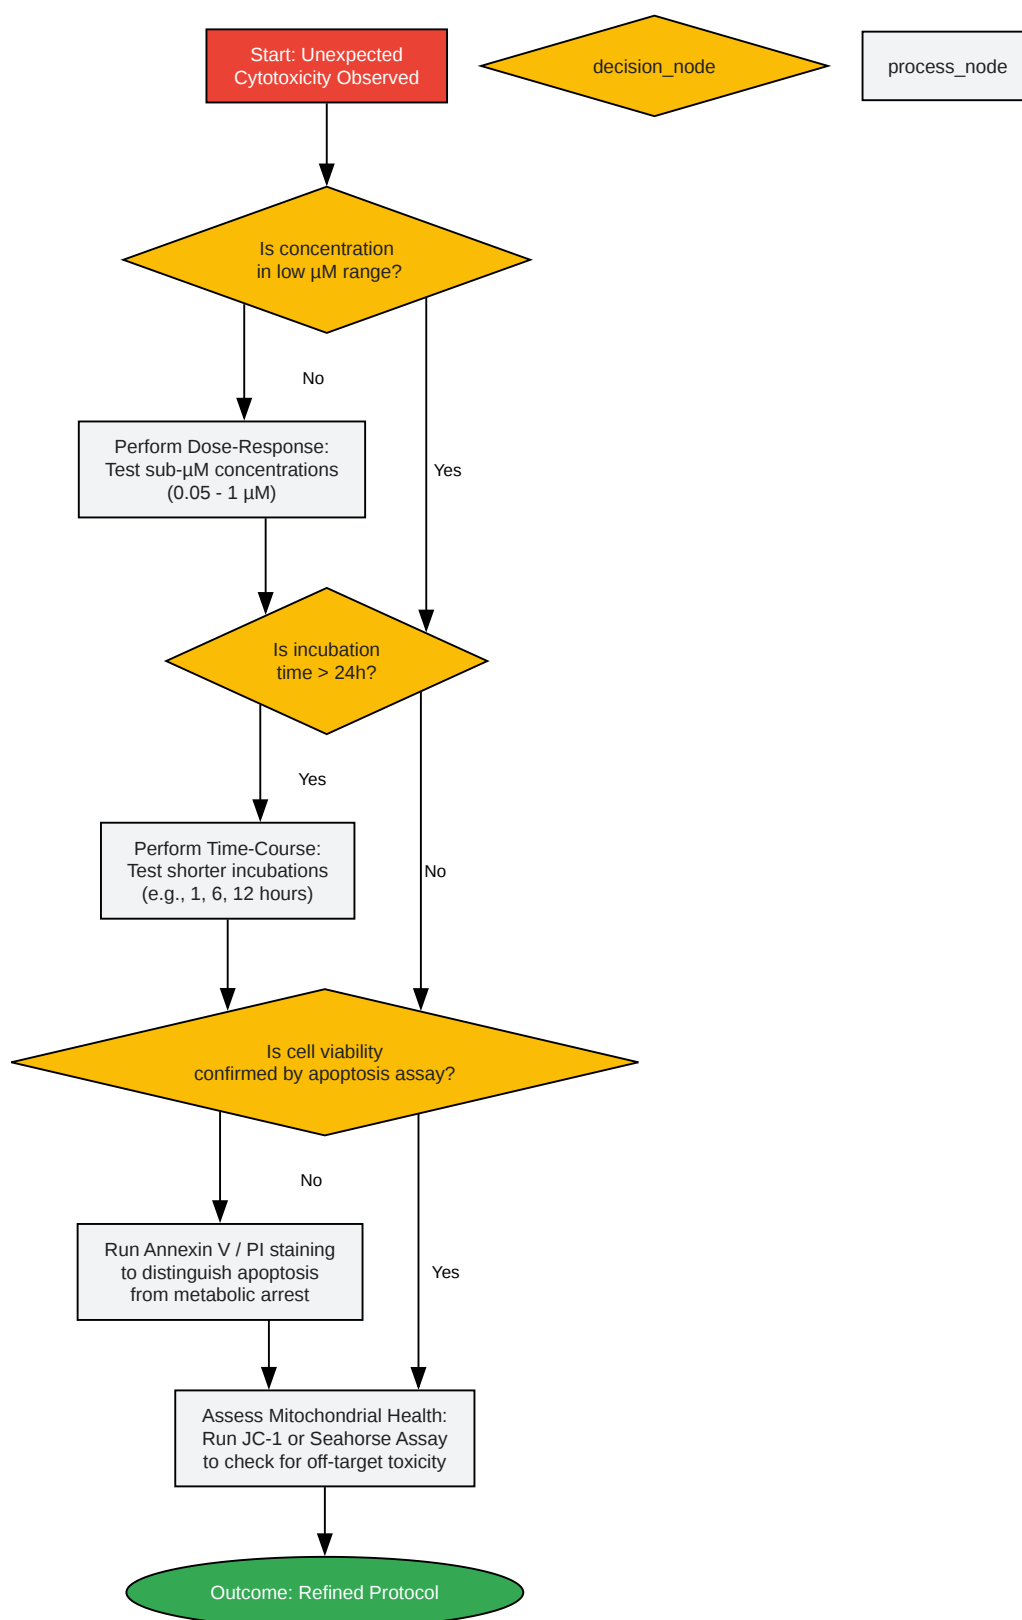 Start: Unexpected
Cytotoxicity Observed
decision_node
process_node
Is concentration
in low µM range?
No
Perform Dose-Response:
Test sub-µM concentrations
(0.05 - 1 µM)
Yes
Is incubation
time > 24h?
Yes
Perform Time-Course:
Test shorter incubations
(e.g., 1, 6, 12 hours)
No
Is cell viability
confirmed by apoptosis assay?
No
Run Annexin V / PI staining
to distinguish apoptosis
from metabolic arrest
Yes
Assess Mitochondrial Health:
Run JC-1 or Seahorse Assay
to check for off-target toxicity
Outcome: Refined Protocol